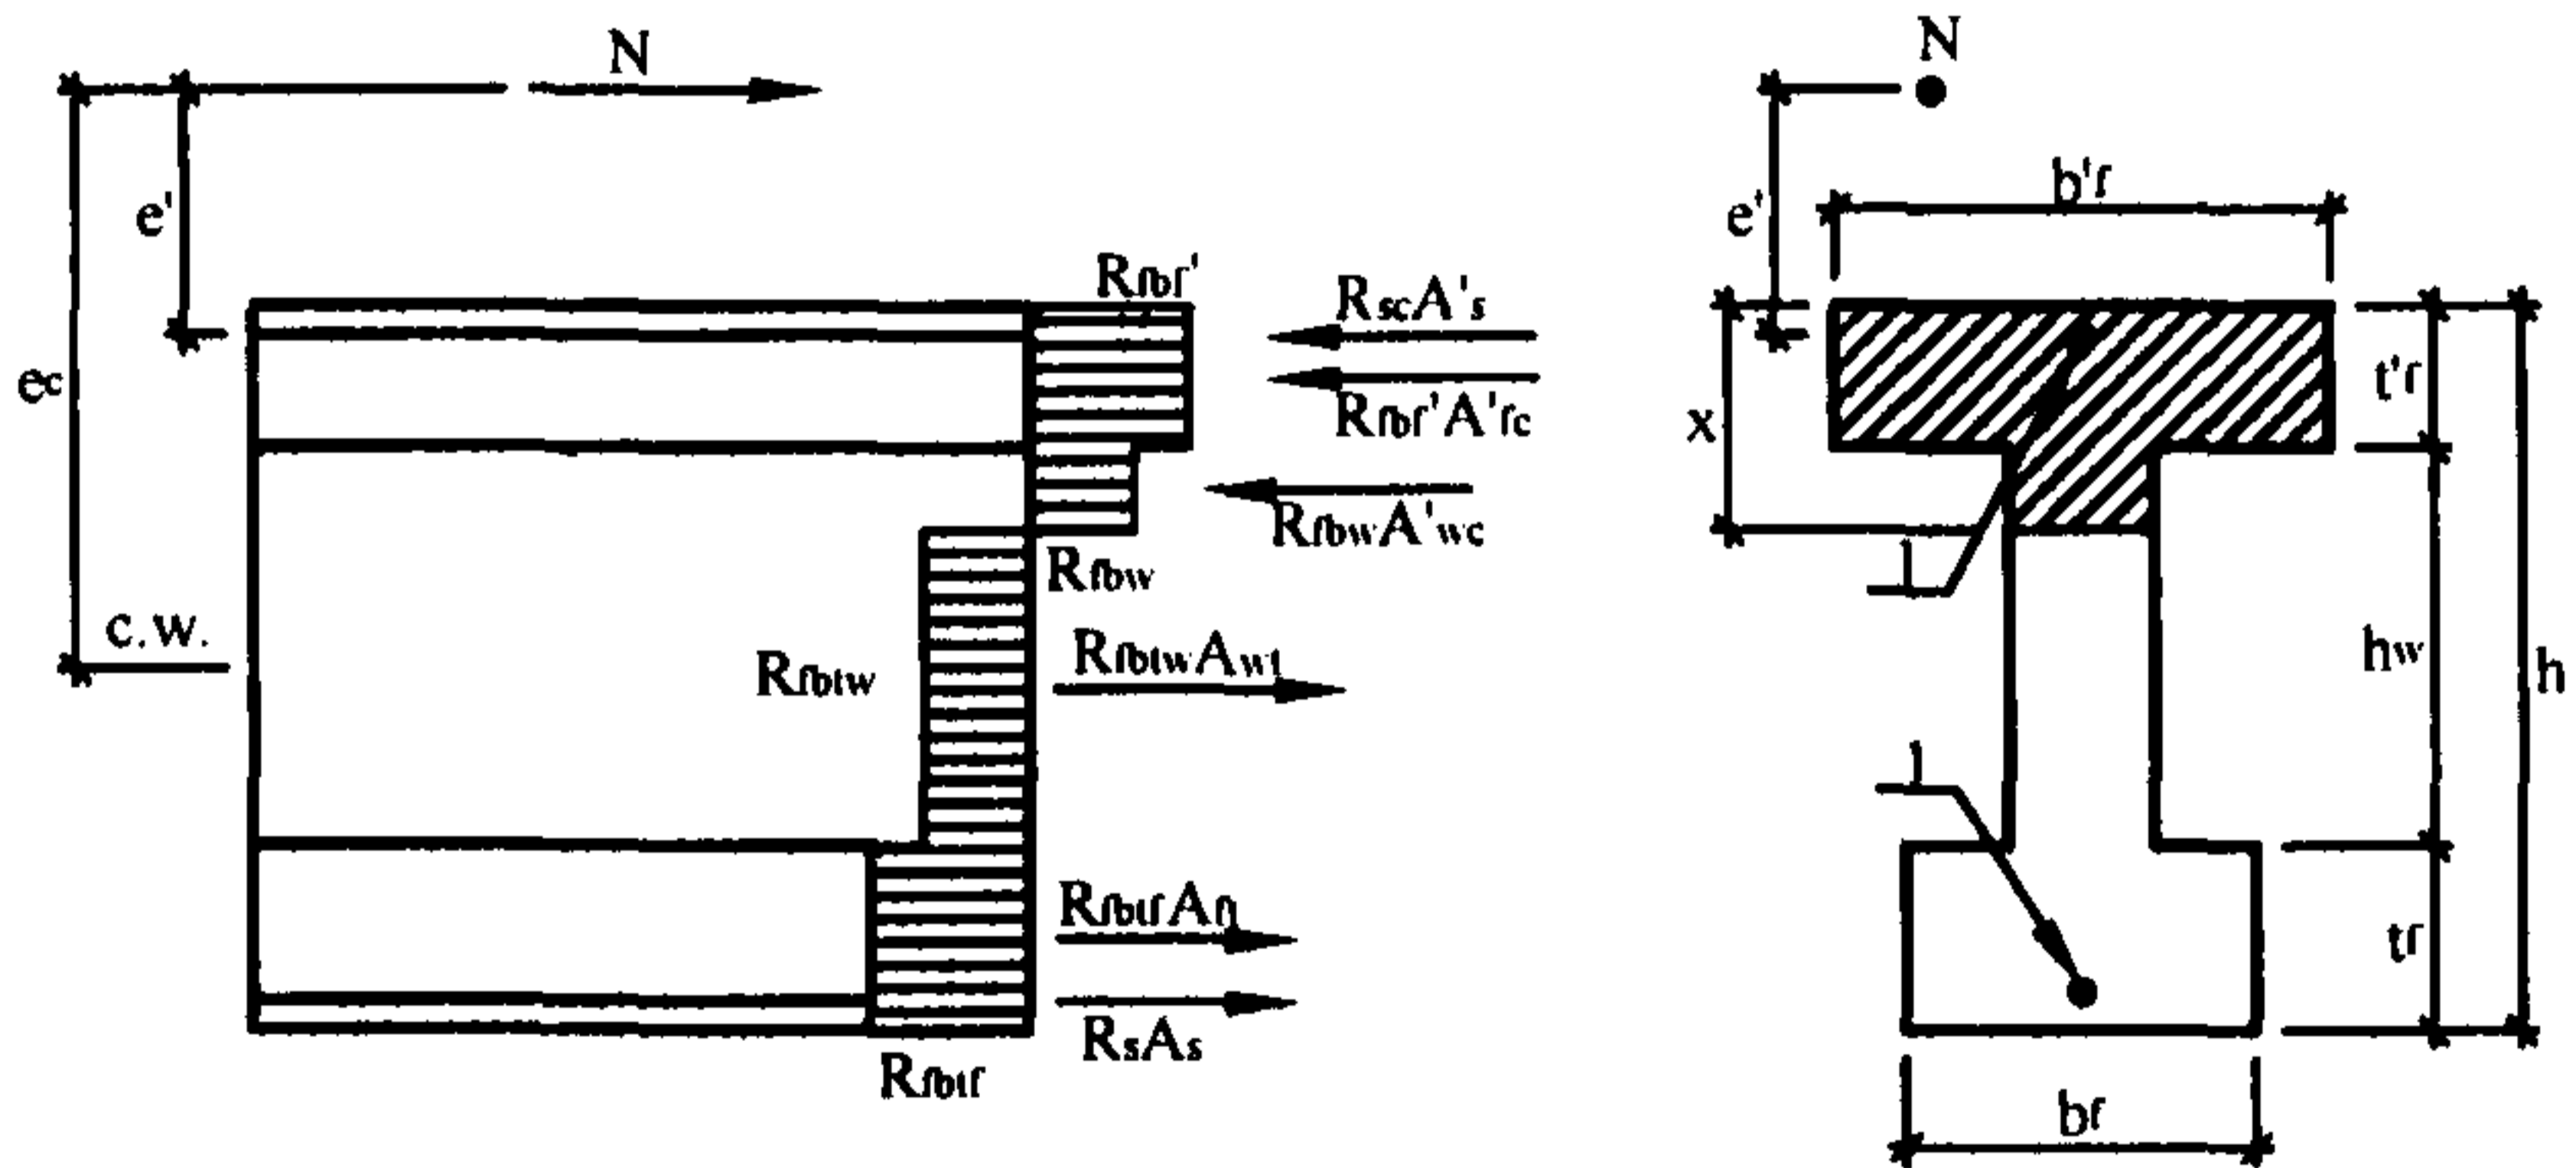 N
N
e'
e'
b'f
Rfbf'
RscA's
t'f
ec
Rfbf'A'fc
x
RfbwA'wc
Rfbw
1
c.w.
Rfbtw
RfbtwAwt
hw
h
1
RfbtfAft
tf
RsAs
Rfbtf
bf